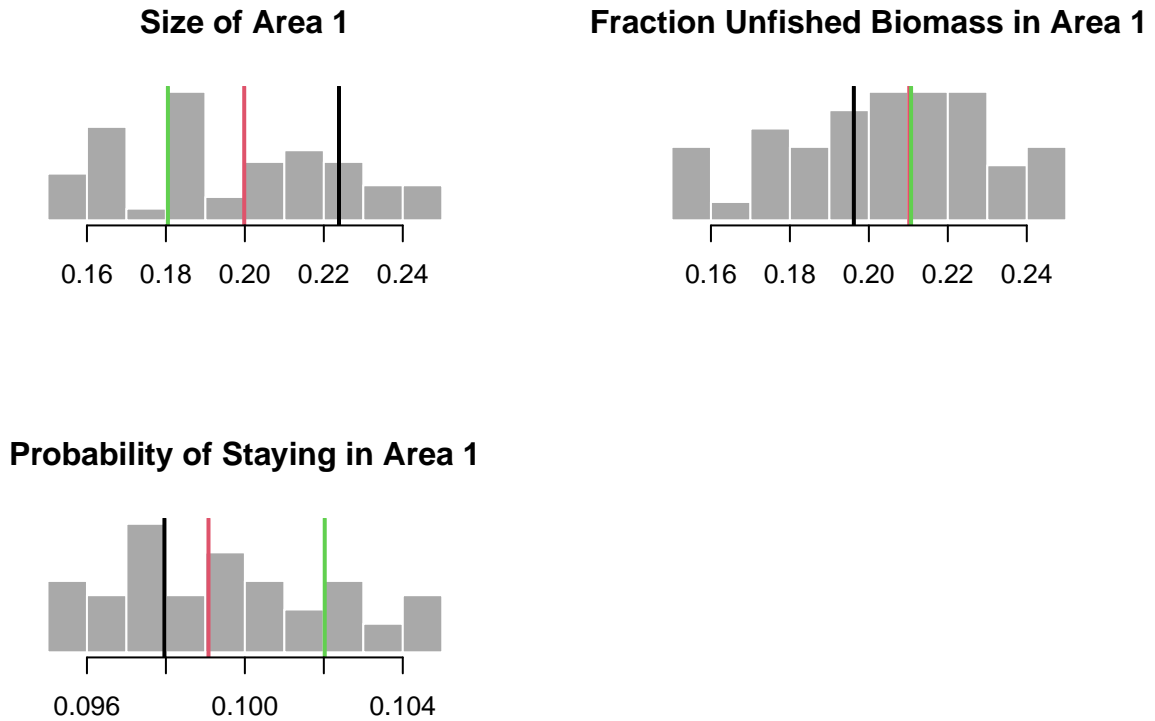 Size of Area 1
Fraction Unfished Biomass in Area 1
0.16 0.18 0.20 0.22 0.24
0.16 0.18 0.20 0.22 0.24
Probability of Staying in Area 1
0.096 0.100 0.104